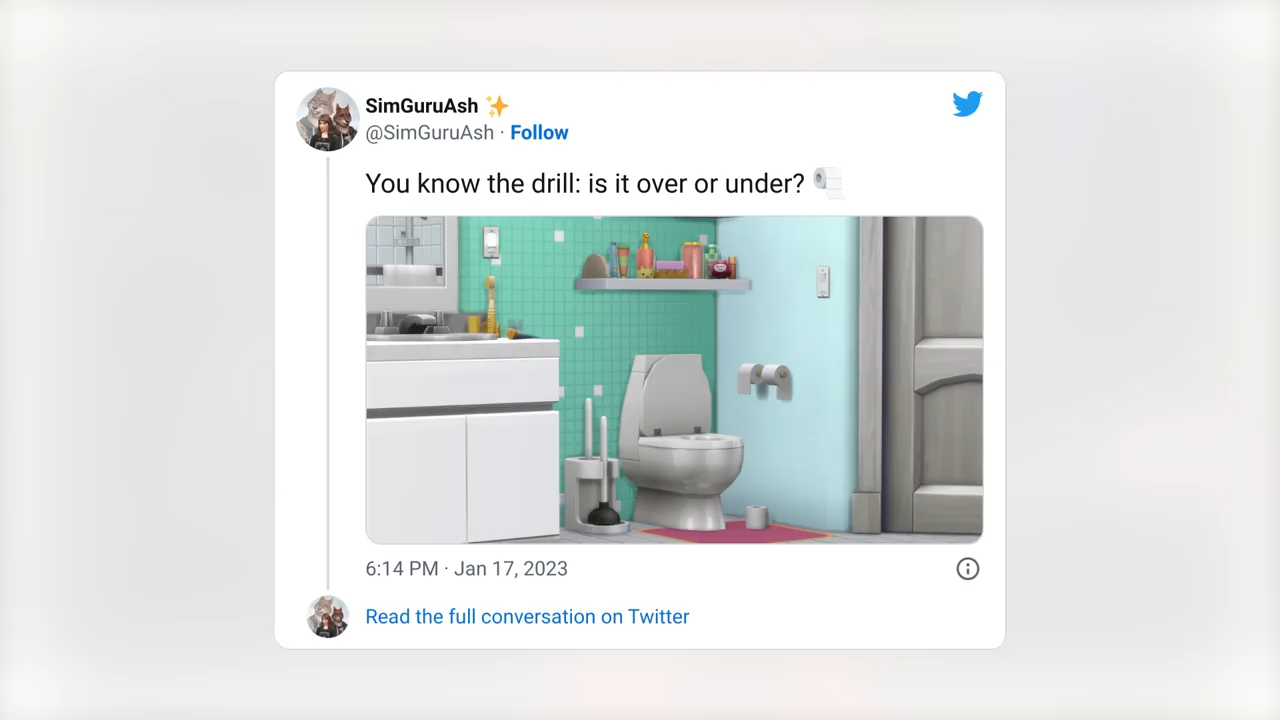 SimGuruAsh ✨
@SimGuruAsh · Follow
You know the drill: is it over or under? 🧻
6:14 PM · Jan 17, 2023
Read the full conversation on Twitter